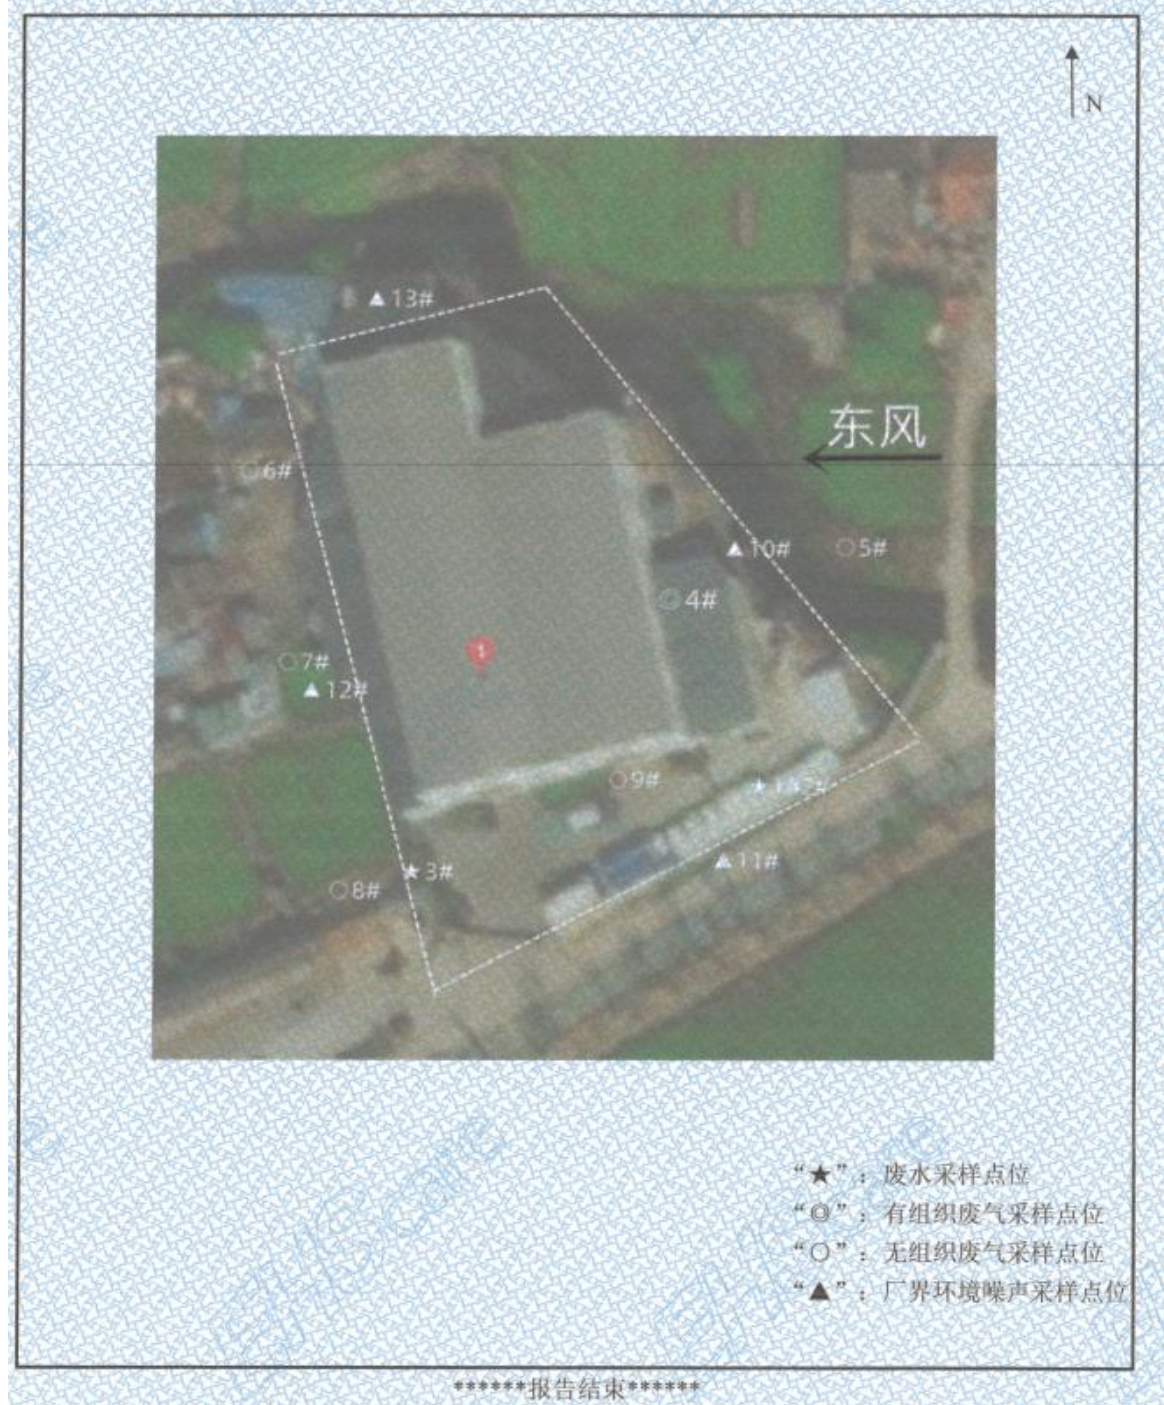 N
▲13#
东风
○6#
▲10# ○5#
◎4#
1
○7#
▲12#
○9#
▲11#
★3#
○8#
“★”：废水采样点位
“◎”：有组织废气采样点位
“○”：无组织废气采样点位
“▲”：厂界环境噪声采样点位
******报告结束******